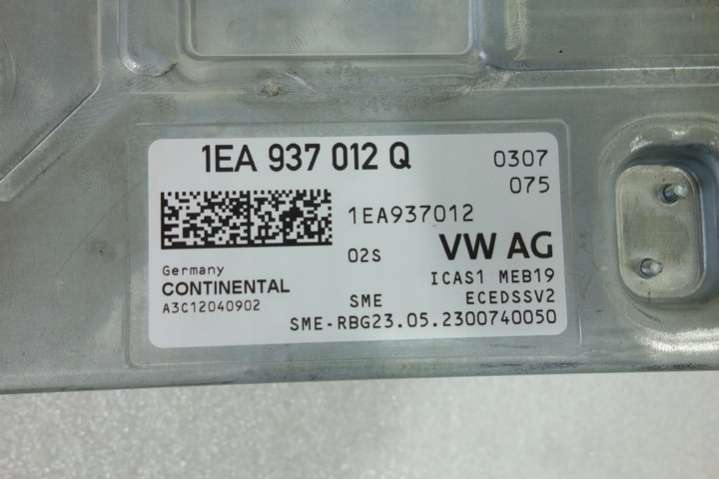 1EA 937 012 Q
0307
075
1EA937012
02S
VW AG
Germany
CONTINENTAL
A3C12040902
ICAS1 MEB19
SME
ECEDSSV2
SME-RBG23.05.2300740050